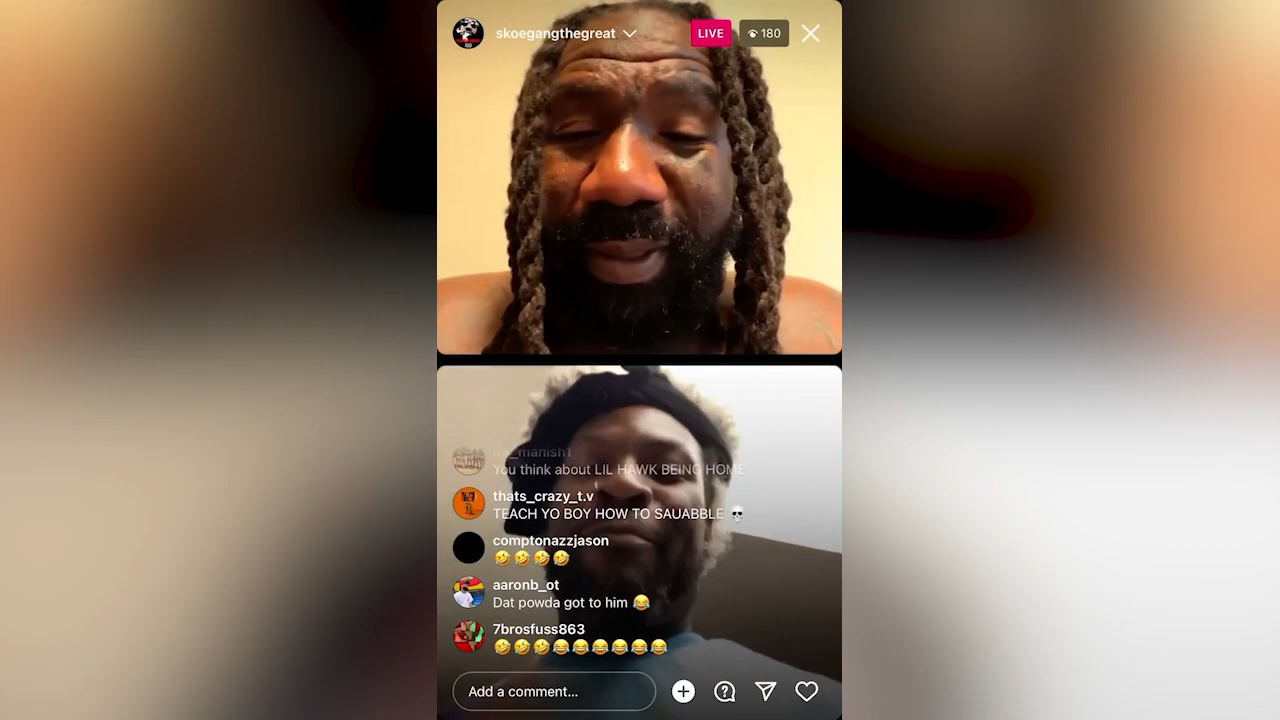 skoegangthegreat
LIVE
180
You think about LIL HAWK BEING HOME
thats_crazy_t.v
TEACH YO BOY HOW TO SAUABBLE 💀
comptonazzjason
🤣🤣🤣🤣
aaronb_ot
Dat powda got to him 😂
7brosfuss863
🤣🤣🤣😂😂😂😂😂😂
Add a comment...